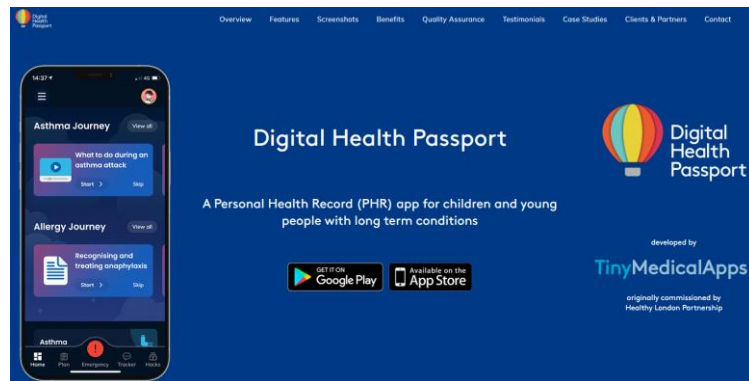 Digital
Health
Passport
Overview
Features
Screenshots
Benefits
Quality Assurance
Testimonials
Case Studies
Clients & Partners
Contact
14:37
4G
Asthma Journey
View all
What to do during an
asthma attack
Start >
Skip
Allergy Journey
View all
Recognising and
treating anaphylaxis
Start >
Skip
Asthma
Home
Plan
Emergency
Tracker
Hacks
Digital Health Passport
A Personal Health Record (PHR) app for children and young
people with long term conditions
GET IT ON
Google Play
Available on the
App Store
Digital
Health
Passport
developed by
TinyMedicalApps
originally commissioned by
Healthy London Partnership